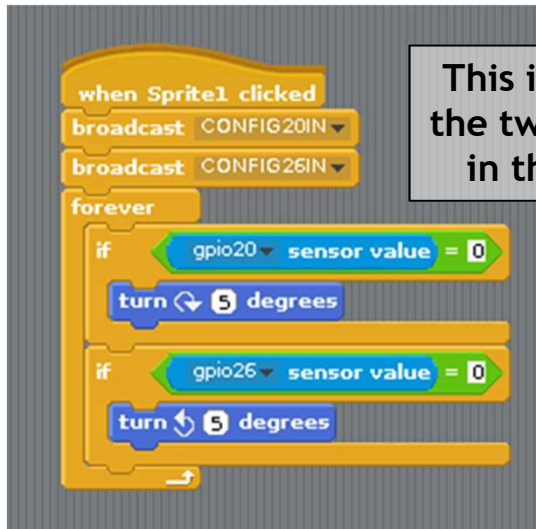 when Sprite1 clicked
broadcast CONFIG20IN
broadcast CONFIG26IN
forever
if gpio20 sensor value = 0
turn 5 degrees
if gpio26 sensor value = 0
turn 5 degrees
This i
the tw
in th